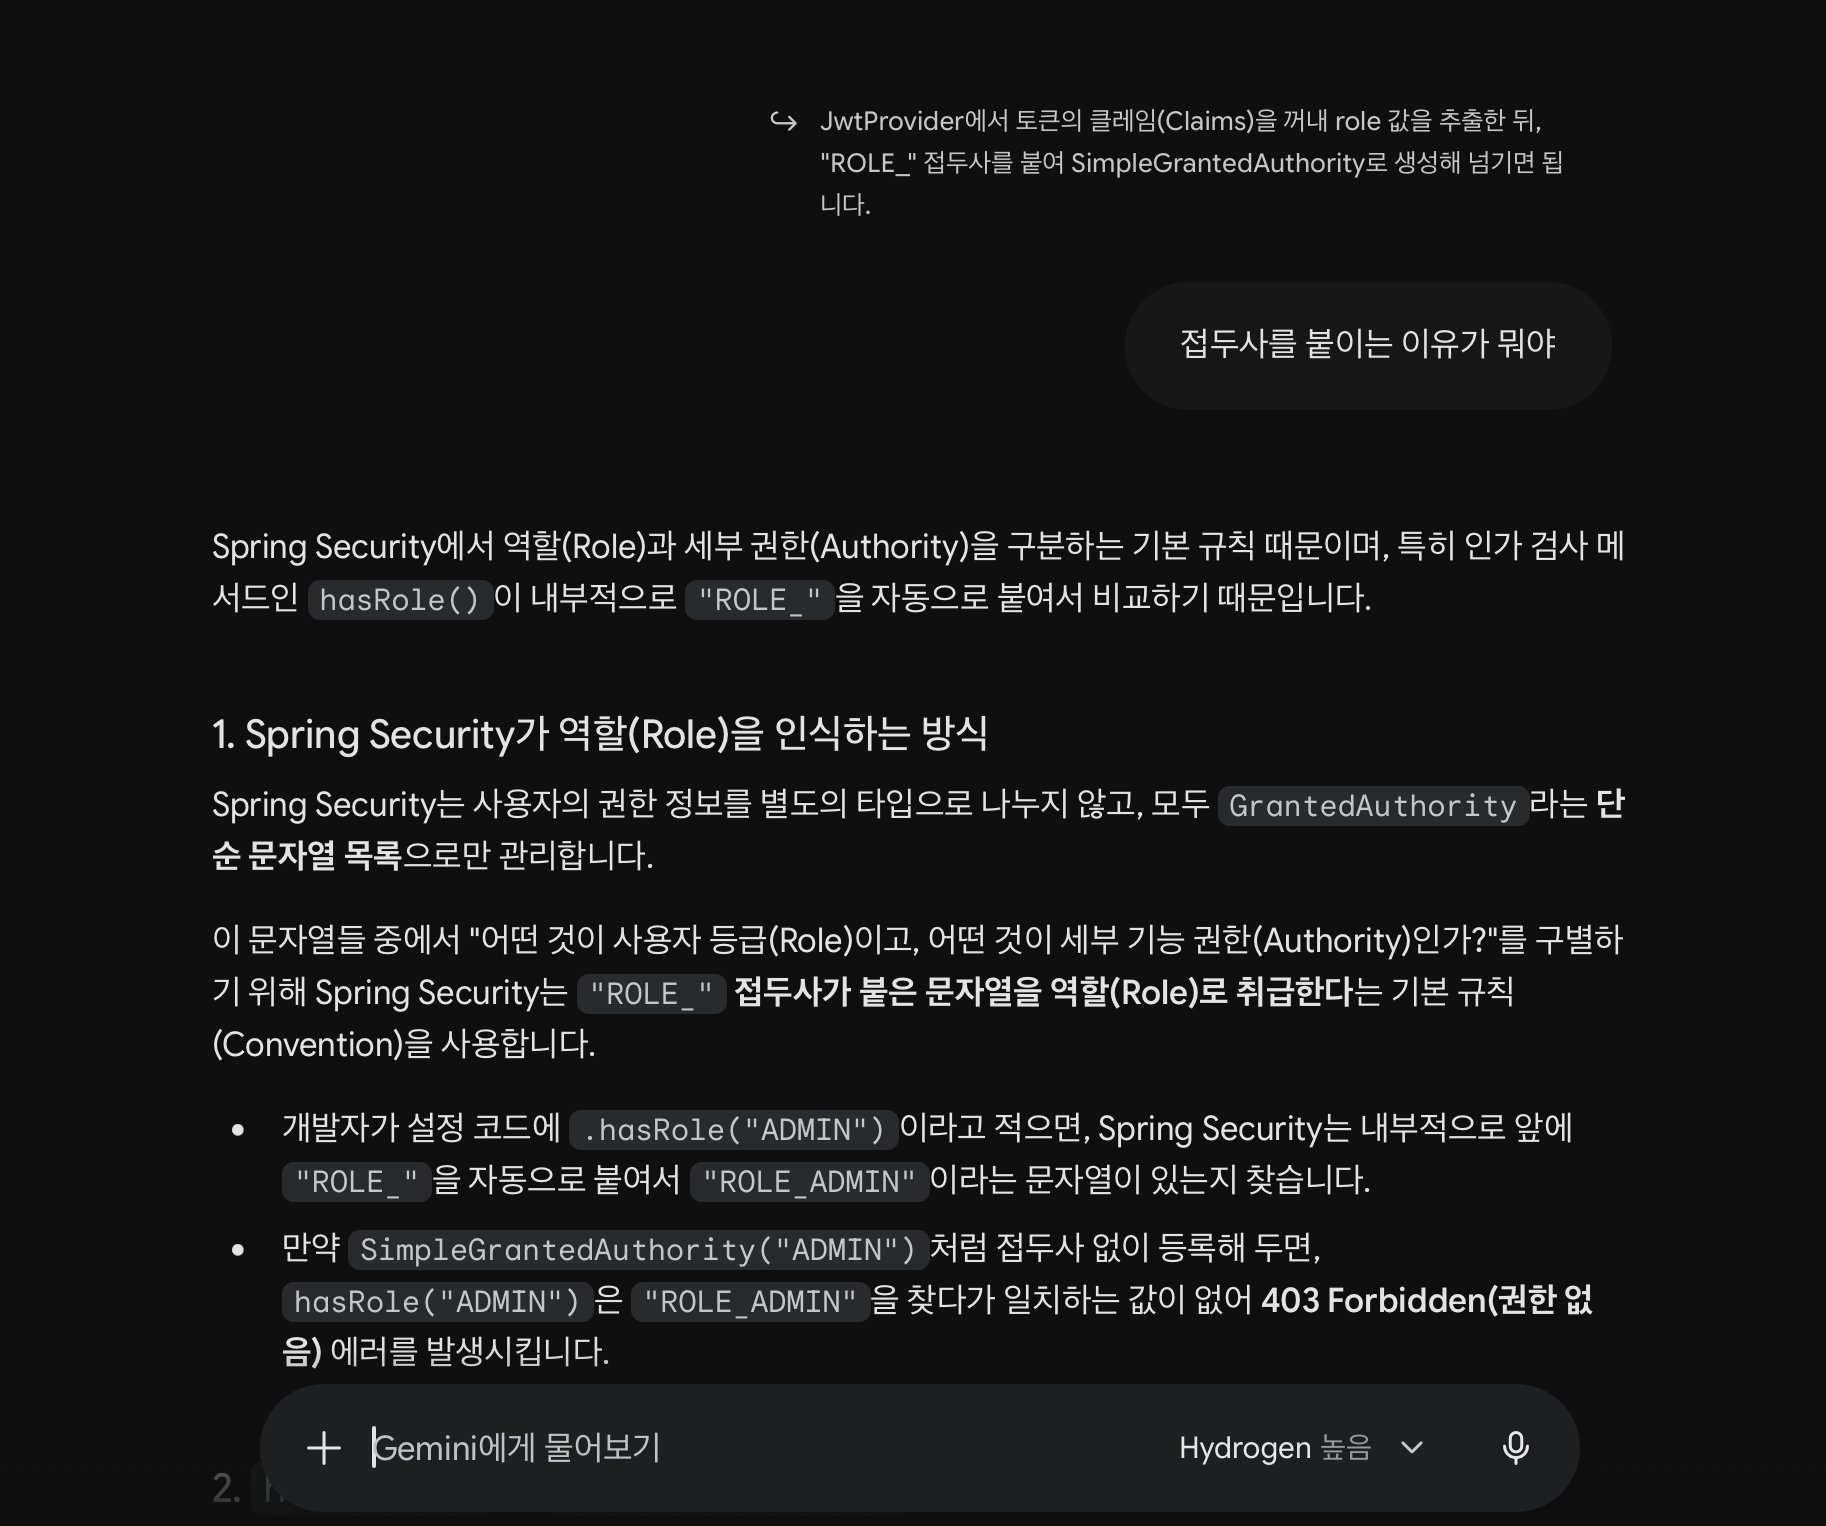 JwtProvider에서 토큰의 클레임(Claims)을 꺼내 role 값을 추출한 뒤,
"ROLE_" 접두사를 붙여 SimpleGrantedAuthority로 생성해 넘기면 됩
니다.
접두사를 붙이는 이유가 뭐야
Spring Security에서 역할(Role)과 세부 권한(Authority)을 구분하는 기본 규칙 때문이며, 특히 인가 검사 메
서드인 hasRole()이 내부적으로 "ROLE_"을 자동으로 붙여서 비교하기 때문입니다.
1. Spring Security가 역할(Role)을 인식하는 방식
Spring Security는 사용자의 권한 정보를 별도의 타입으로 나누지 않고, 모두 GrantedAuthority라는 단
순 문자열 목록으로만 관리합니다.
이 문자열들 중에서 "어떤 것이 사용자 등급(Role)이고, 어떤 것이 세부 기능 권한(Authority)인가?"를 구별하
기 위해 Spring Security는 "ROLE_" 접두사가 붙은 문자열을 역할(Role)로 취급한다는 기본 규칙
(Convention)을 사용합니다.
• 개발자가 설정 코드에 .hasRole("ADMIN")이라고 적으면, Spring Security는 내부적으로 앞에
"ROLE_"을 자동으로 붙여서 "ROLE_ADMIN"이라는 문자열이 있는지 찾습니다.
• 만약 SimpleGrantedAuthority("ADMIN")처럼 접두사 없이 등록해 두면,
hasRole("ADMIN")은 "ROLE_ADMIN"을 찾다가 일치하는 값이 없어 403 Forbidden(권한 없
음) 에러를 발생시킵니다.
Gemini에게 물어보기 Hydrogen 높음
2.